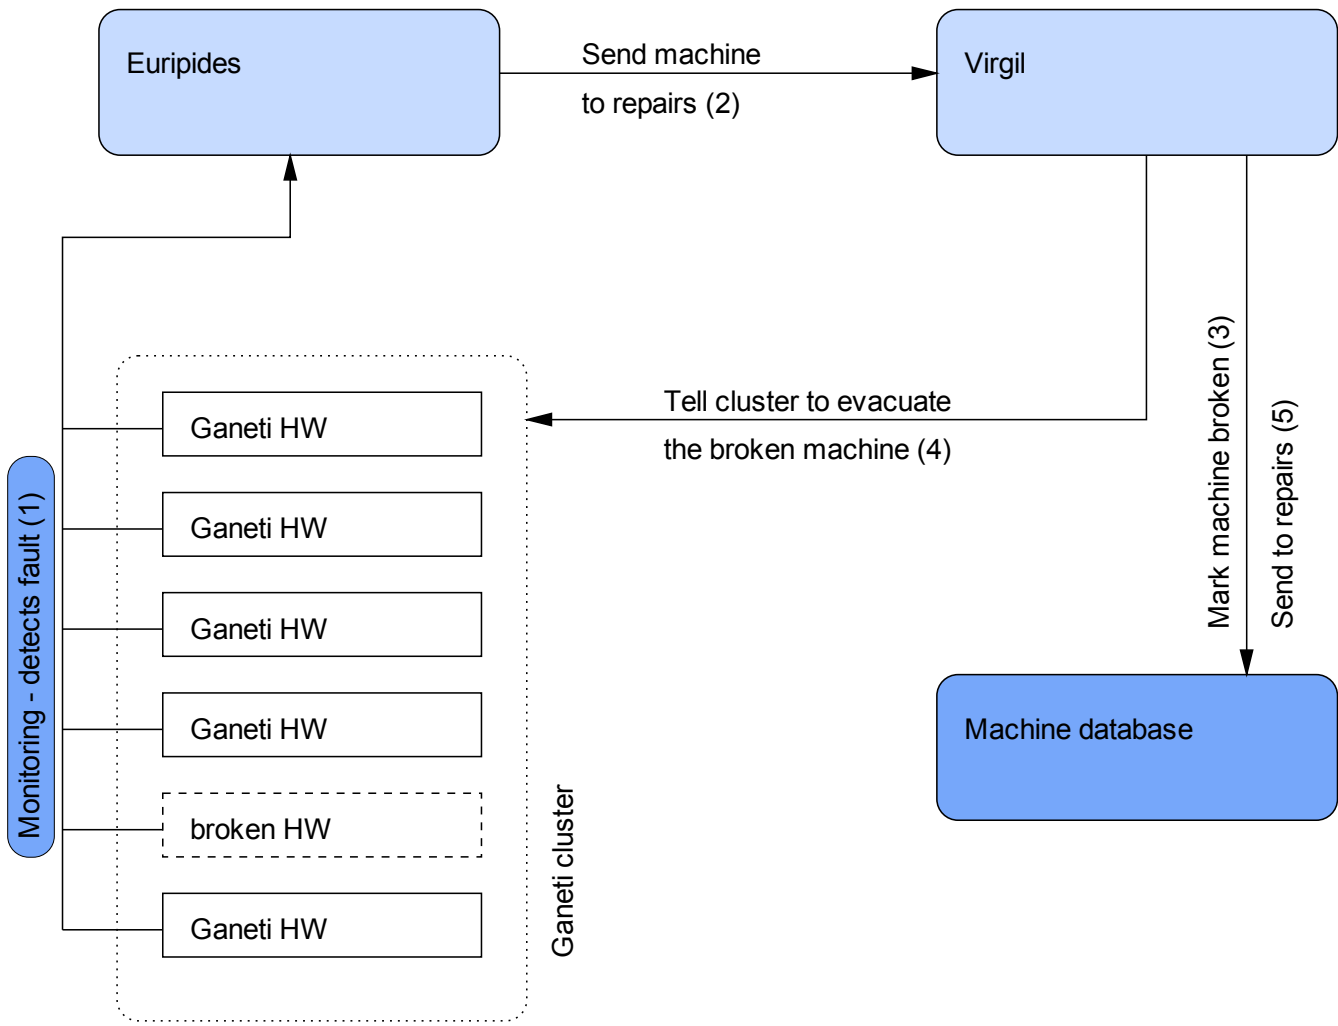 Euripides
Send machine
to repairs (2)
Virgil
Tell cluster to evacuate
the broken machine (4)
Mark machine broken (3)
Send to repairs (5)
Monitoring - detects fault (1)
Ganeti HW
Ganeti HW
Ganeti HW
Ganeti HW
broken HW
Ganeti HW
Ganeti cluster
Machine database